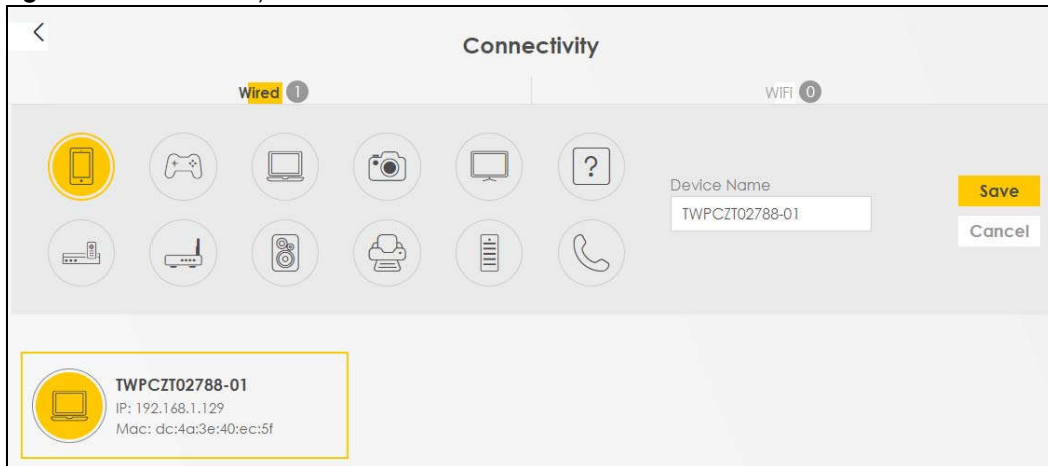 Connectivity
Wired 1
WiFi 0
?
Device Name
TWPCZT02788-01
Save
Cancel
TWPCZT02788-01
IP: 192.168.1.129
Mac: dc:4a:3e:40:ec:5f